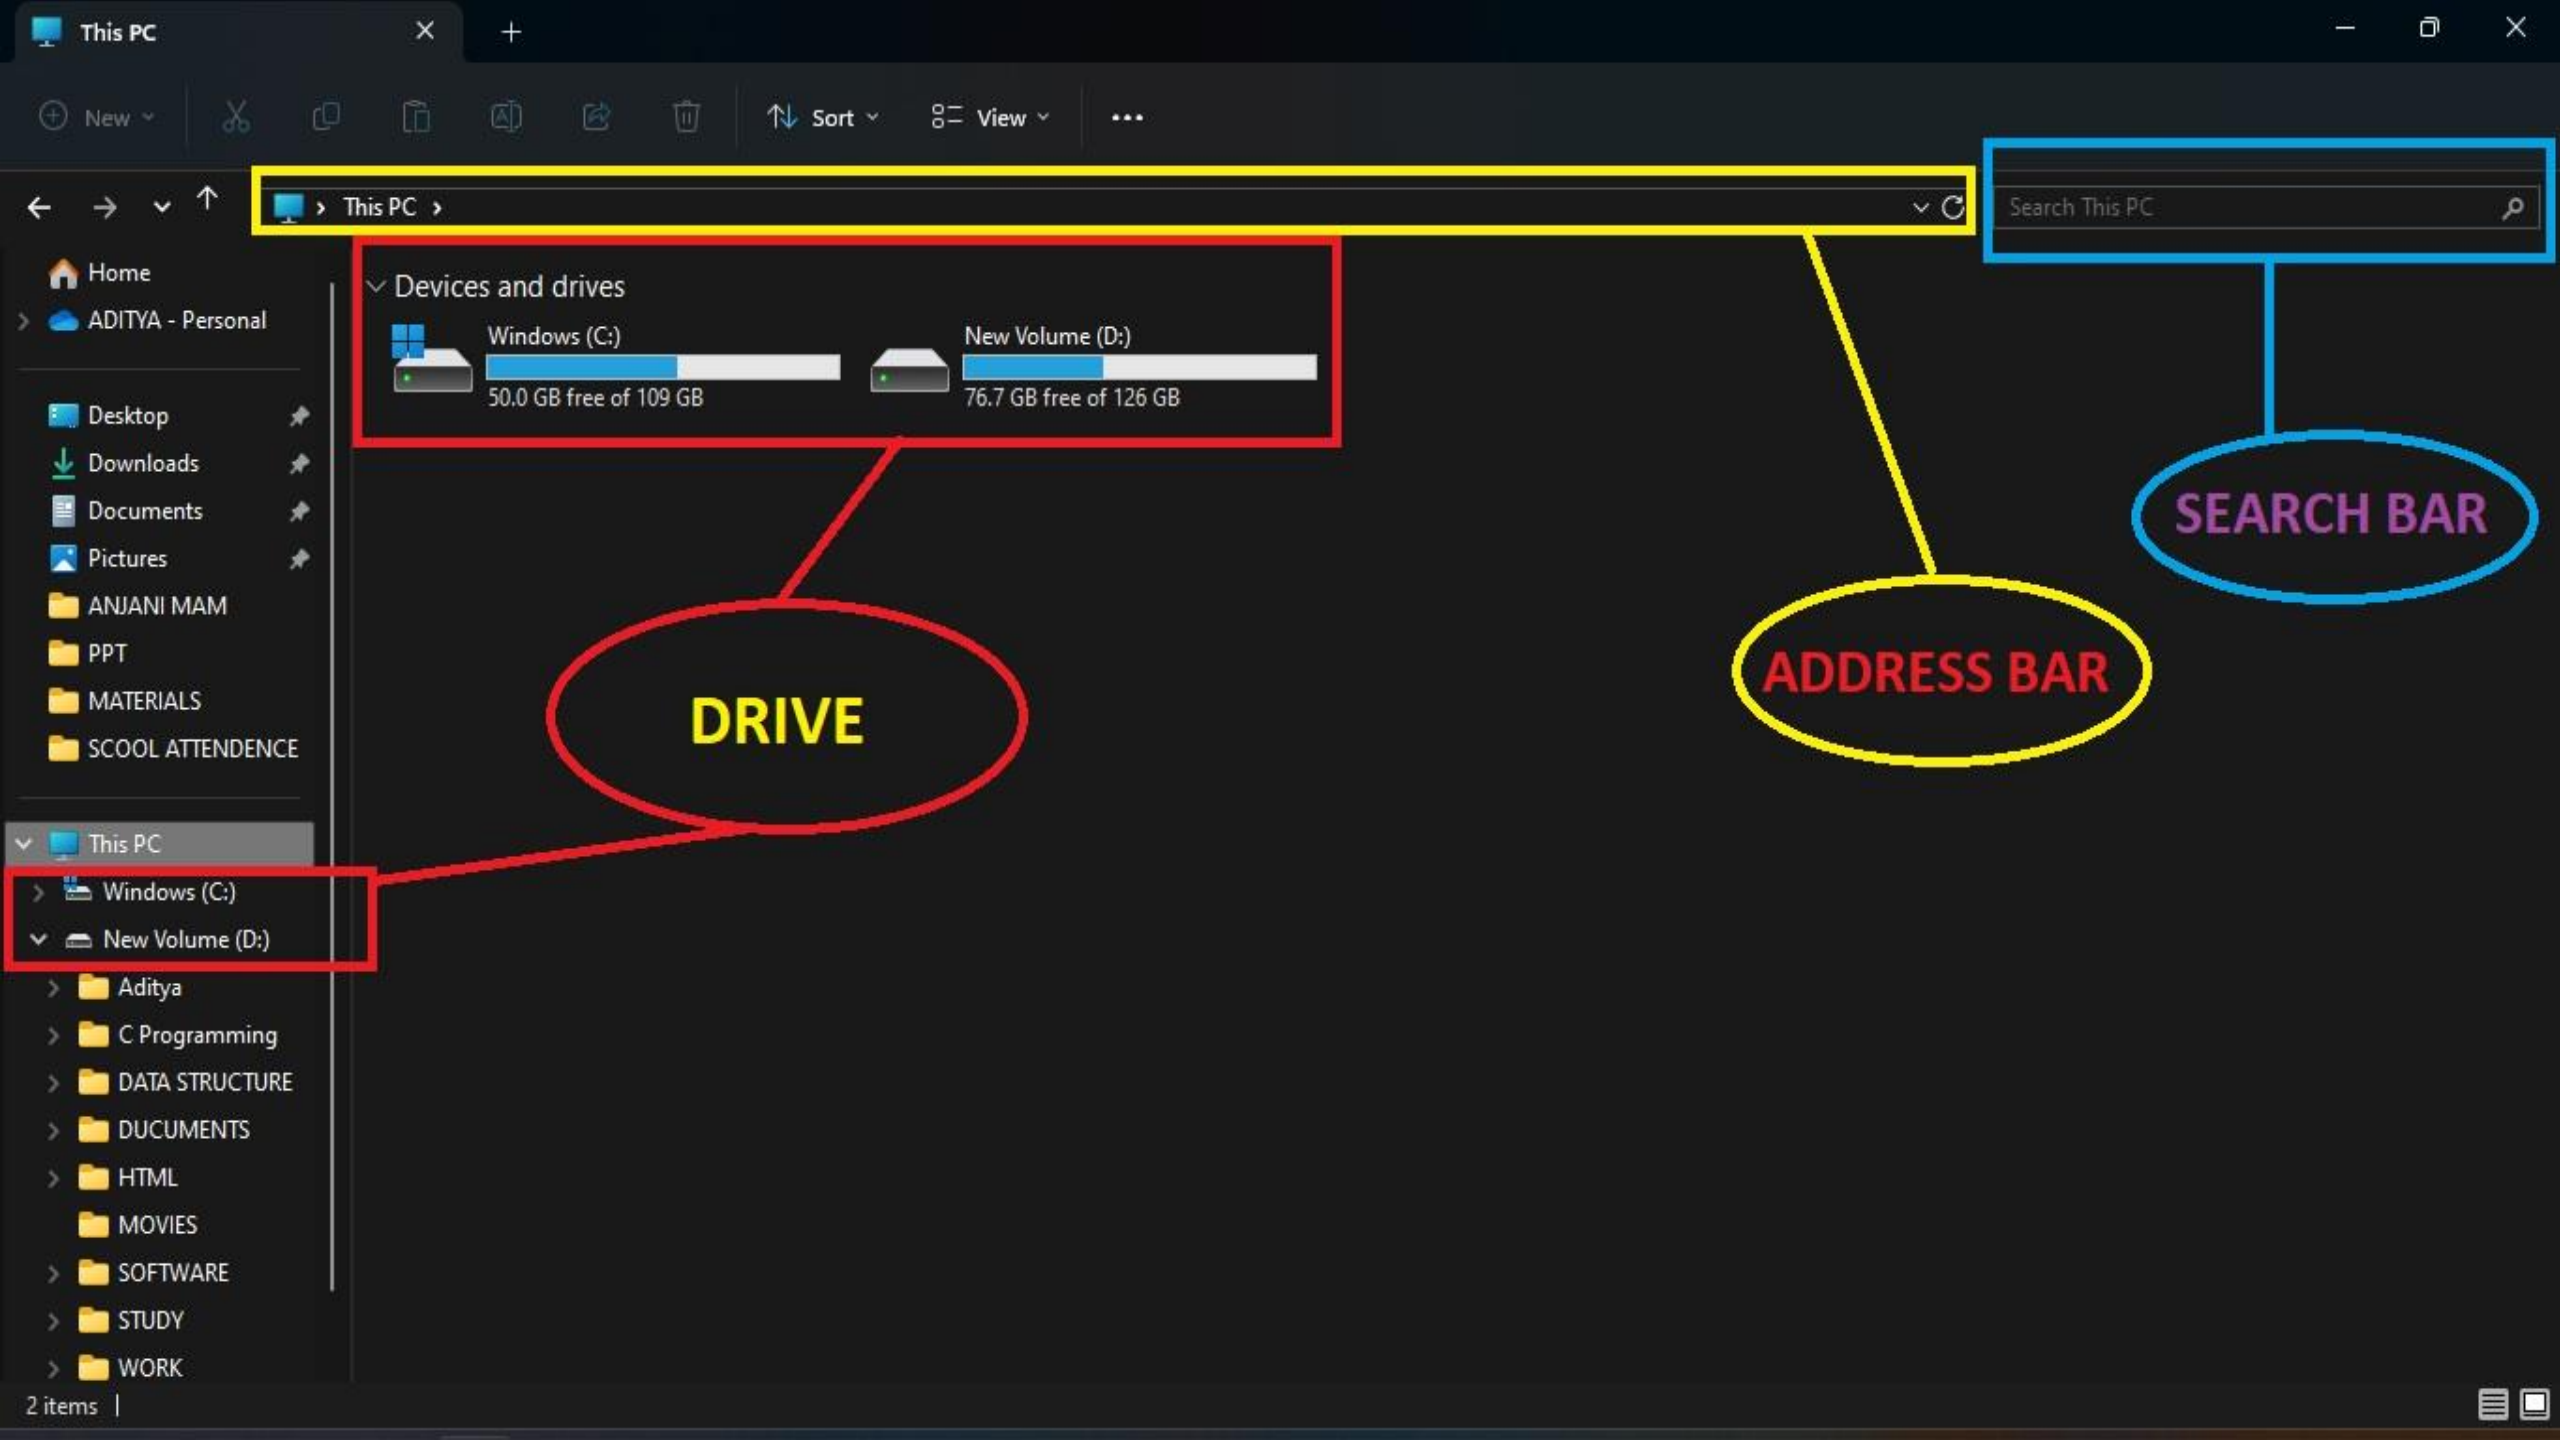 This PC
New
Sort
View
This PC
Search This PC
Home
ADITYA - Personal
Desktop
Downloads
Documents
Pictures
ANJANI MAM
PPT
MATERIALS
SCOOL ATTENDENCE
This PC
Windows (C:)
New Volume (D:)
Aditya
C Programming
DATA STRUCTURE
DUCUMENTS
HTML
MOVIES
SOFTWARE
STUDY
WORK
Devices and drives
Windows (C:)
50.0 GB free of 109 GB
New Volume (D:)
76.7 GB free of 126 GB
DRIVE
ADDRESS BAR
SEARCH BAR
2 items